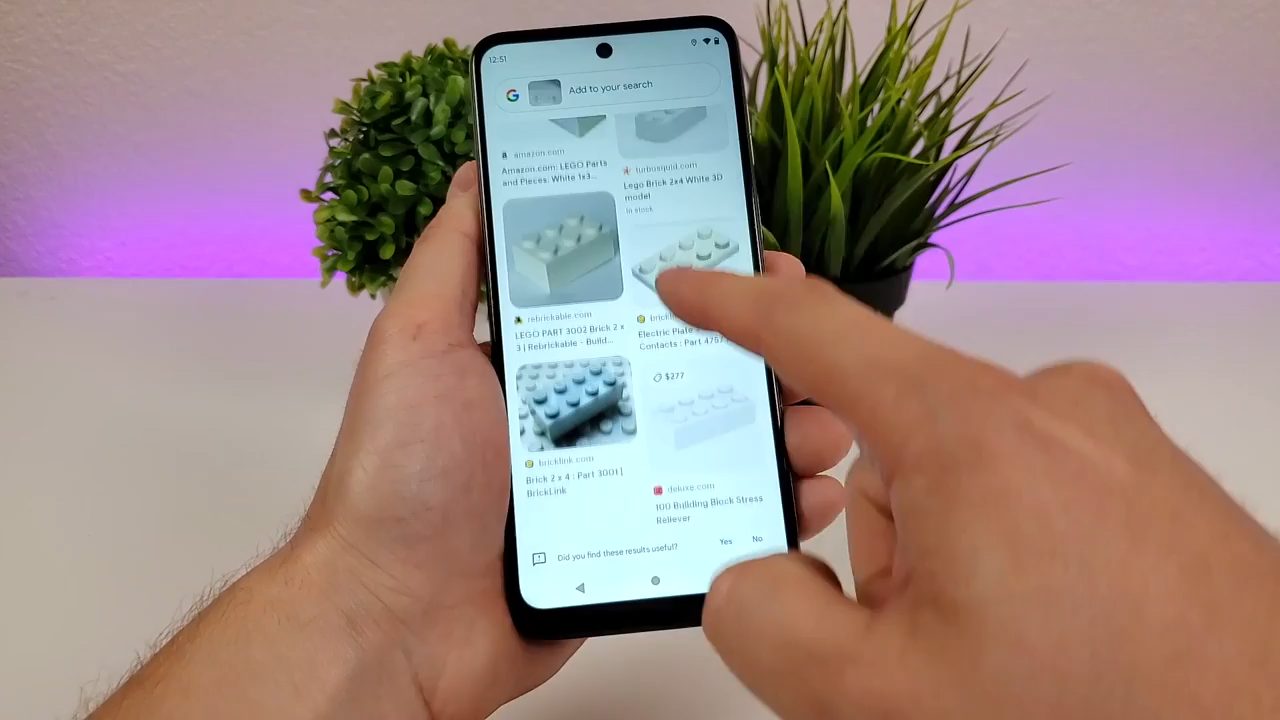 12:51
Add to your search
amazon.com
Amazon.com: LEGO Parts
and Pieces: White 1x3...
turbosquid.com
Lego Brick 2x4 White 3D
model
In stock
rebrickable.com
LEGO PART 3002 Brick 2 x
3 | Rebrickable - Build...
Electric Plate
Contacts : Part 4757
bricklink.com
Brick 2 x 4 : Part 3001 |
BrickLink
$277
deluxe.com
100 Building Block Stress
Reliever
Did you find these results useful?
Yes
No